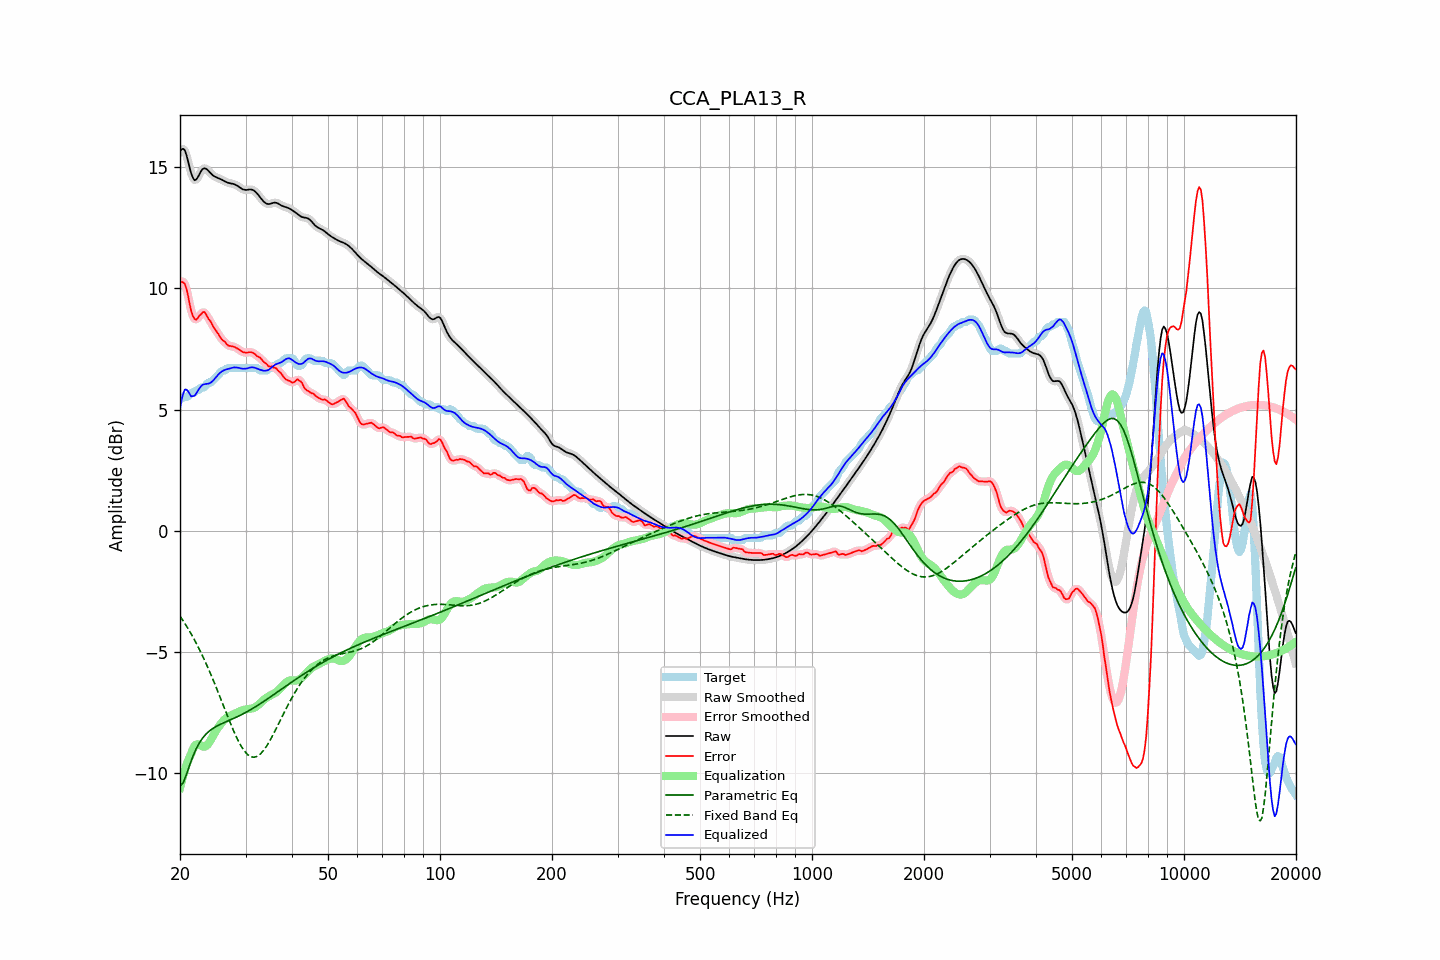 CCA_PLA13_R
Amplitude (dBr)
15
10
5
0
−5
−10
20
50
100
200
500
1000
2000
5000
10000
20000
Frequency (Hz)
Target
Raw Smoothed
Error Smoothed
Raw
Error
Equalization
Parametric Eq
Fixed Band Eq
Equalized